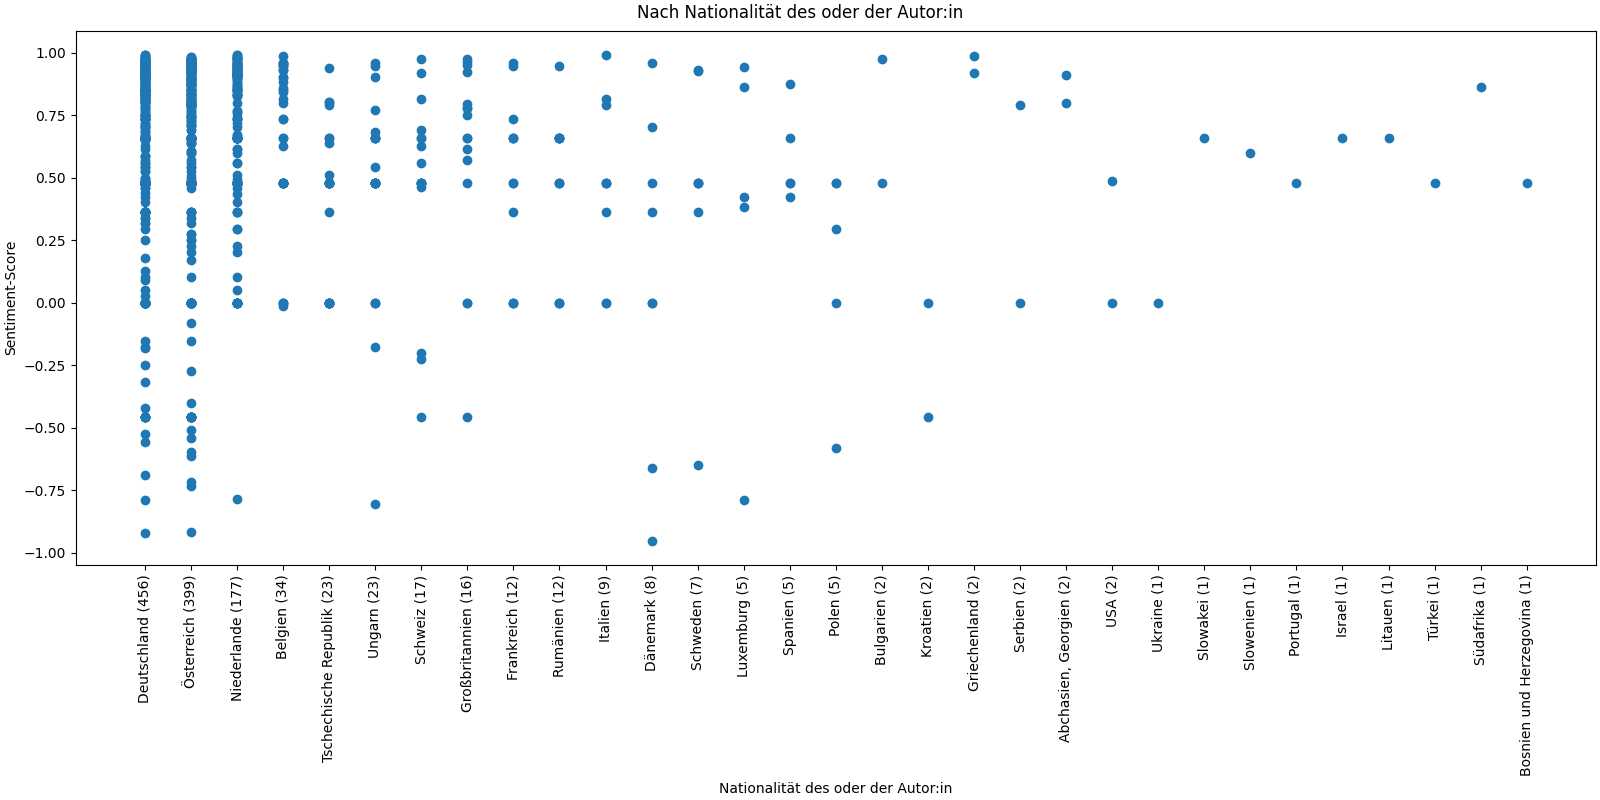 Nach Nationalität des oder der Autor:in
Sentiment-Score
1.00
0.75
0.50
0.25
0.00
−0.25
−0.50
−0.75
−1.00
Deutschland (456)
Österreich (399)
Niederlande (177)
Belgien (34)
Tschechische Republik (23)
Ungarn (23)
Schweiz (17)
Großbritannien (16)
Frankreich (12)
Rumänien (12)
Italien (9)
Dänemark (8)
Schweden (7)
Luxemburg (5)
Spanien (5)
Polen (5)
Bulgarien (2)
Kroatien (2)
Griechenland (2)
Serbien (2)
Abchasien, Georgien (2)
USA (2)
Ukraine (1)
Slowakei (1)
Slowenien (1)
Portugal (1)
Israel (1)
Litauen (1)
Türkei (1)
Südafrika (1)
Bosnien und Herzegovina (1)
Nationalität des oder der Autor:in